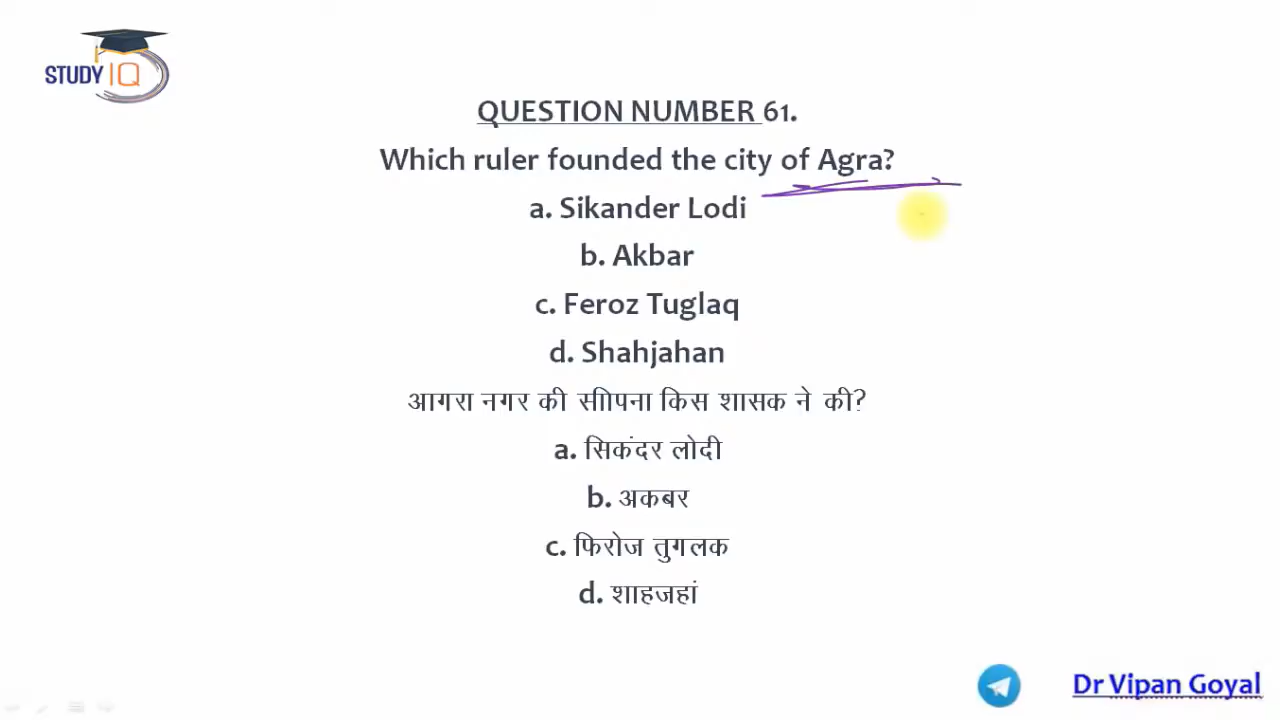 STUDY IQ
QUESTION NUMBER 61.
Which ruler founded the city of Agra?
a. Sikander Lodi
b. Akbar
c. Feroz Tuglaq
d. Shahjahan
आगरा नगर की सीापना किस शासक ने की?
a. सिकंदर लोदी
b. अकबर
c. फिरोज तुगलक
d. शाहजहां
Dr Vipan Goyal